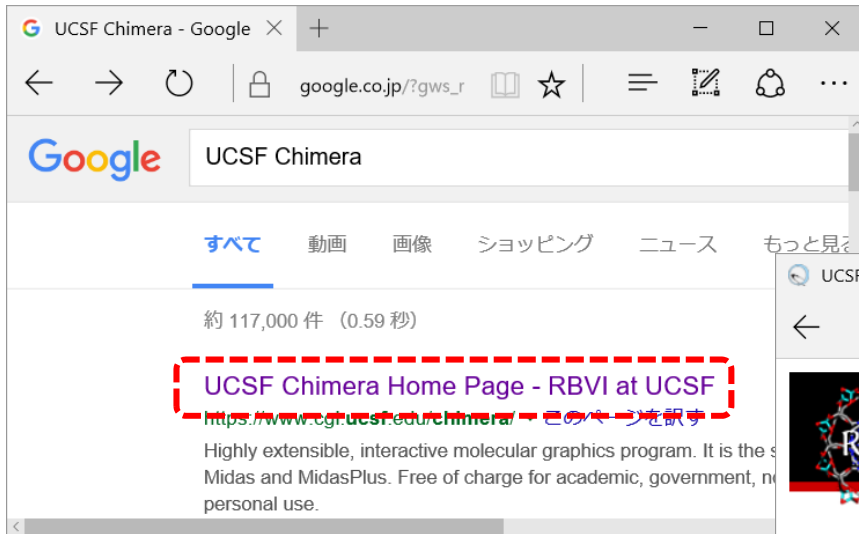 UCSF Chimera - Google
google.co.jp/?gws_r
Google
UCSF Chimera
すべて 動画 画像 ショッピング ニュース もっと見る
UCSF
約 117,000 件 （0.59 秒）
UCSF Chimera Home Page - RBVI at UCSF
https://www.cgl.ucsf.edu/chimera/ このページを訳す
Highly extensible, interactive molecular graphics program. It is the
Midas and MidasPlus. Free of charge for academic, government,
personal use.
R